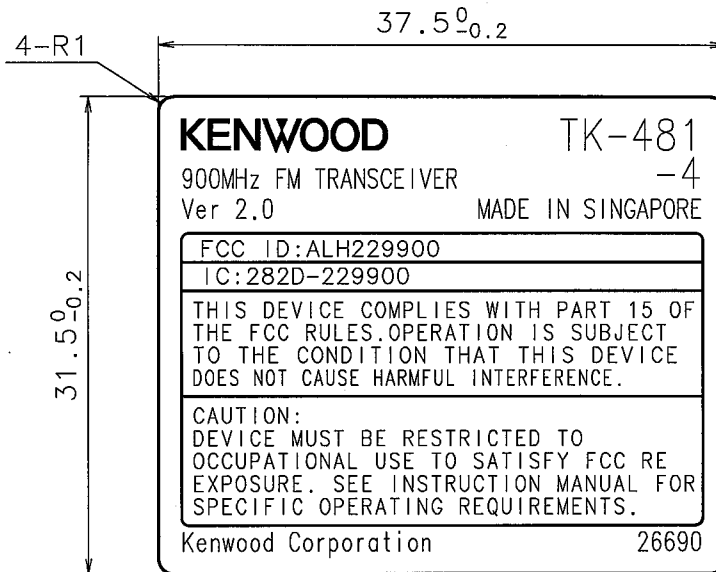 37.5 0 -0.2
4-R1
31.5 0 -0.2
KENWOOD TK-481
-4
900MHz FM TRANSCEIVER
Ver 2.0 MADE IN SINGAPORE
FCC ID:ALH229900
IC:282D-229900
THIS DEVICE COMPLIES WITH PART 15 OF
THE FCC RULES.OPERATION IS SUBJECT
TO THE CONDITION THAT THIS DEVICE
DOES NOT CAUSE HARMFUL INTERFERENCE.
CAUTION:
DEVICE MUST BE RESTRICTED TO
OCCUPATIONAL USE TO SATISFY FCC RE
EXPOSURE. SEE INSTRUCTION MANUAL FOR
SPECIFIC OPERATING REQUIREMENTS.
Kenwood Corporation 26690